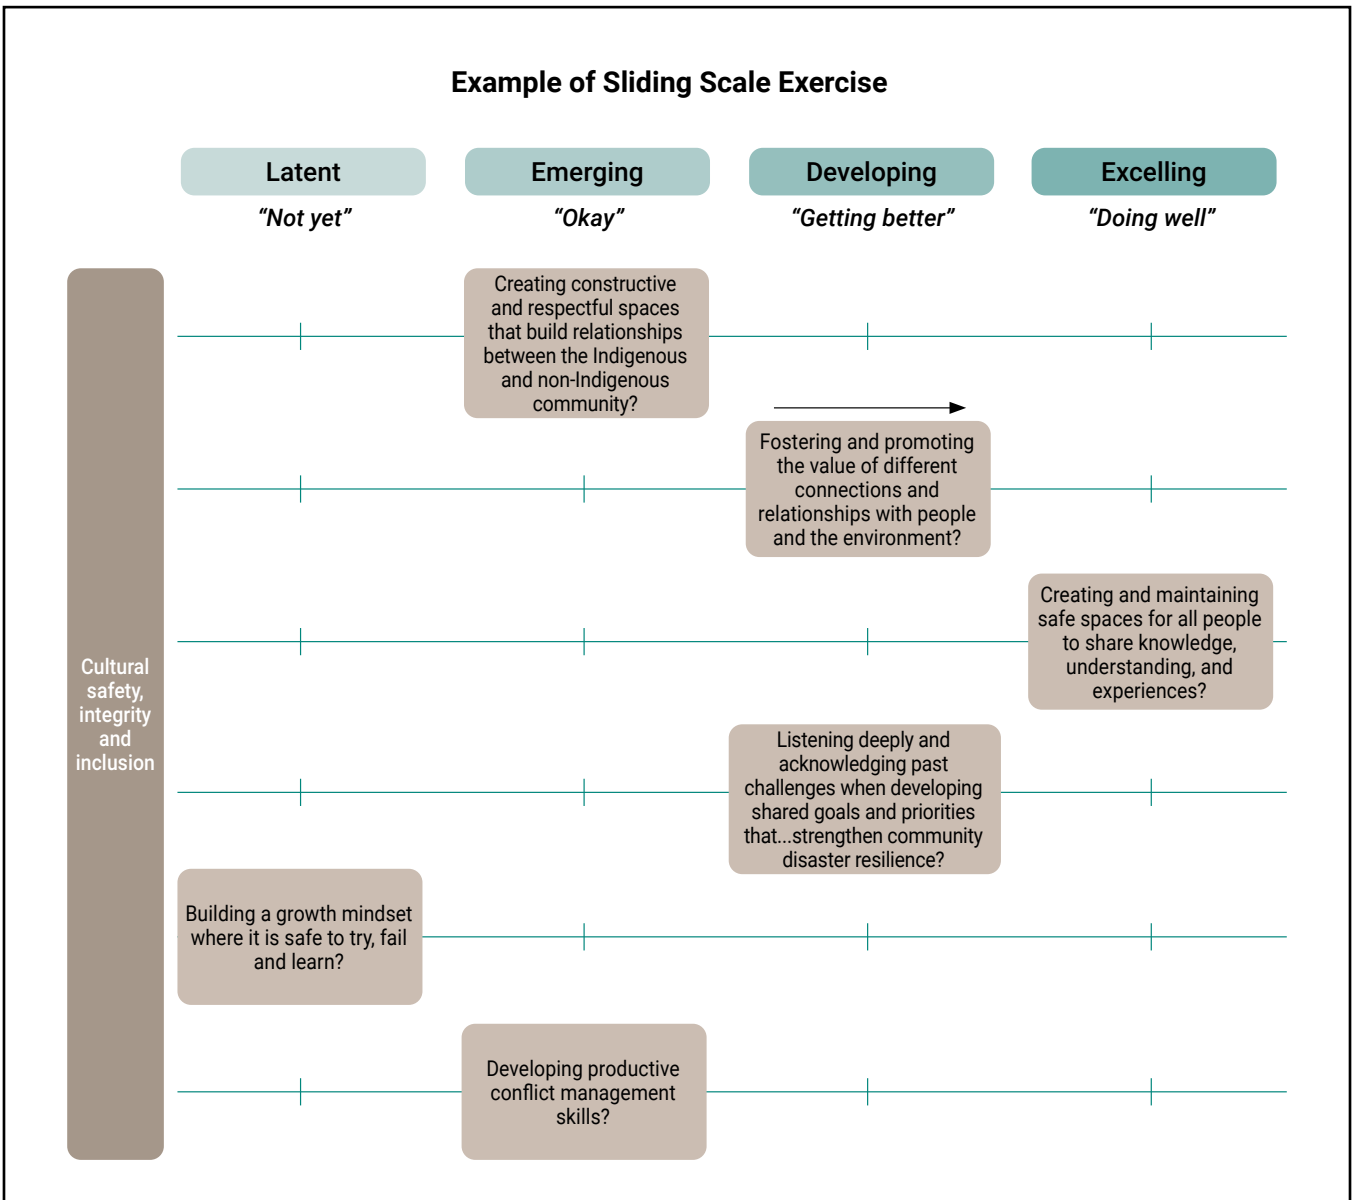 Example of Sliding Scale Exercise
Latent
Emerging
Developing
Excelling
“Not yet”
“Okay”
“Getting better”
“Doing well”
Cultural
safety,
integrity
and
inclusion
Creating constructive
and respectful spaces
that build relationships
between the Indigenous
and non-Indigenous
community?
Fostering and promoting
the value of different
connections and
relationships with people
and the environment?
Creating and maintaining
safe spaces for all people
to share knowledge,
understanding, and
experiences?
Listening deeply and
acknowledging past
challenges when developing
shared goals and priorities
that...strengthen community
disaster resilience?
Building a growth mindset
where it is safe to try, fail
and learn?
Developing productive
conflict management
skills?